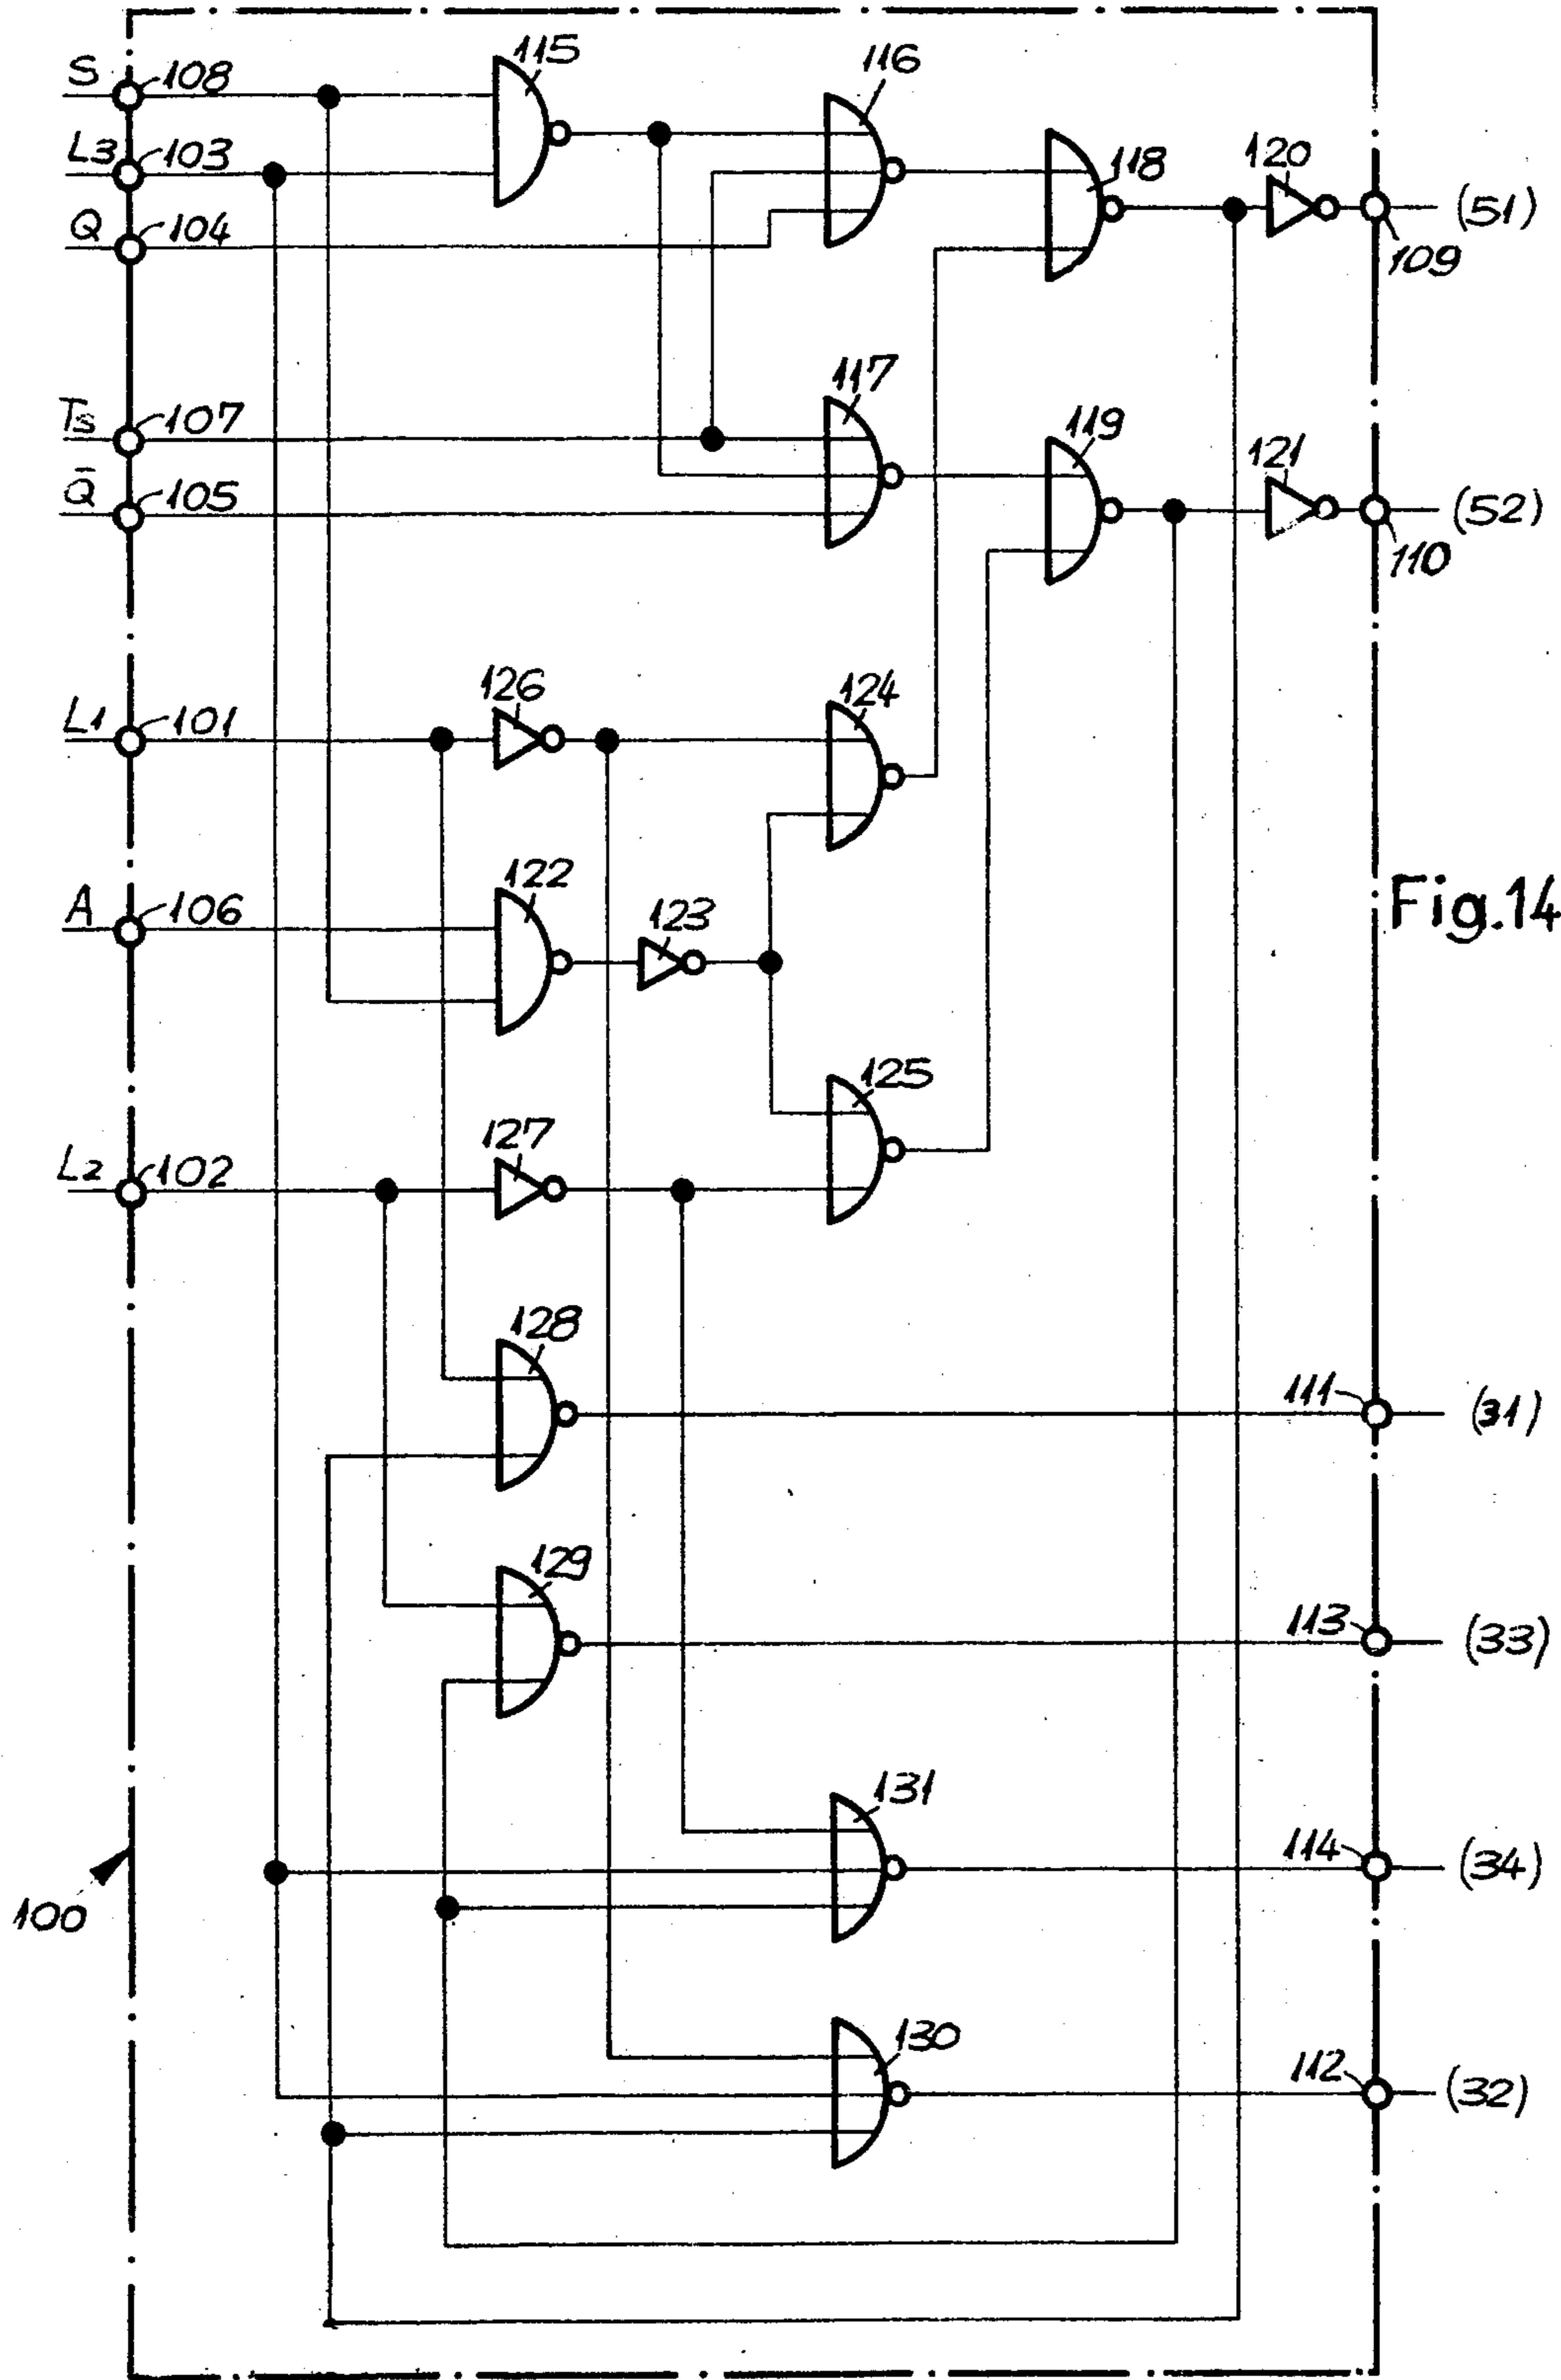 S 108 115 116
L3 103 118 120 (51)
Q 104 109
Ts 107 117 119 121 (52)
Q̄ 105 110
L1 101 126 124
A 106 122 123 Fig.14
125
L2 102 127
128 111 (31)
129 113 (33)
131 114 (34)
100
130 112 (32)